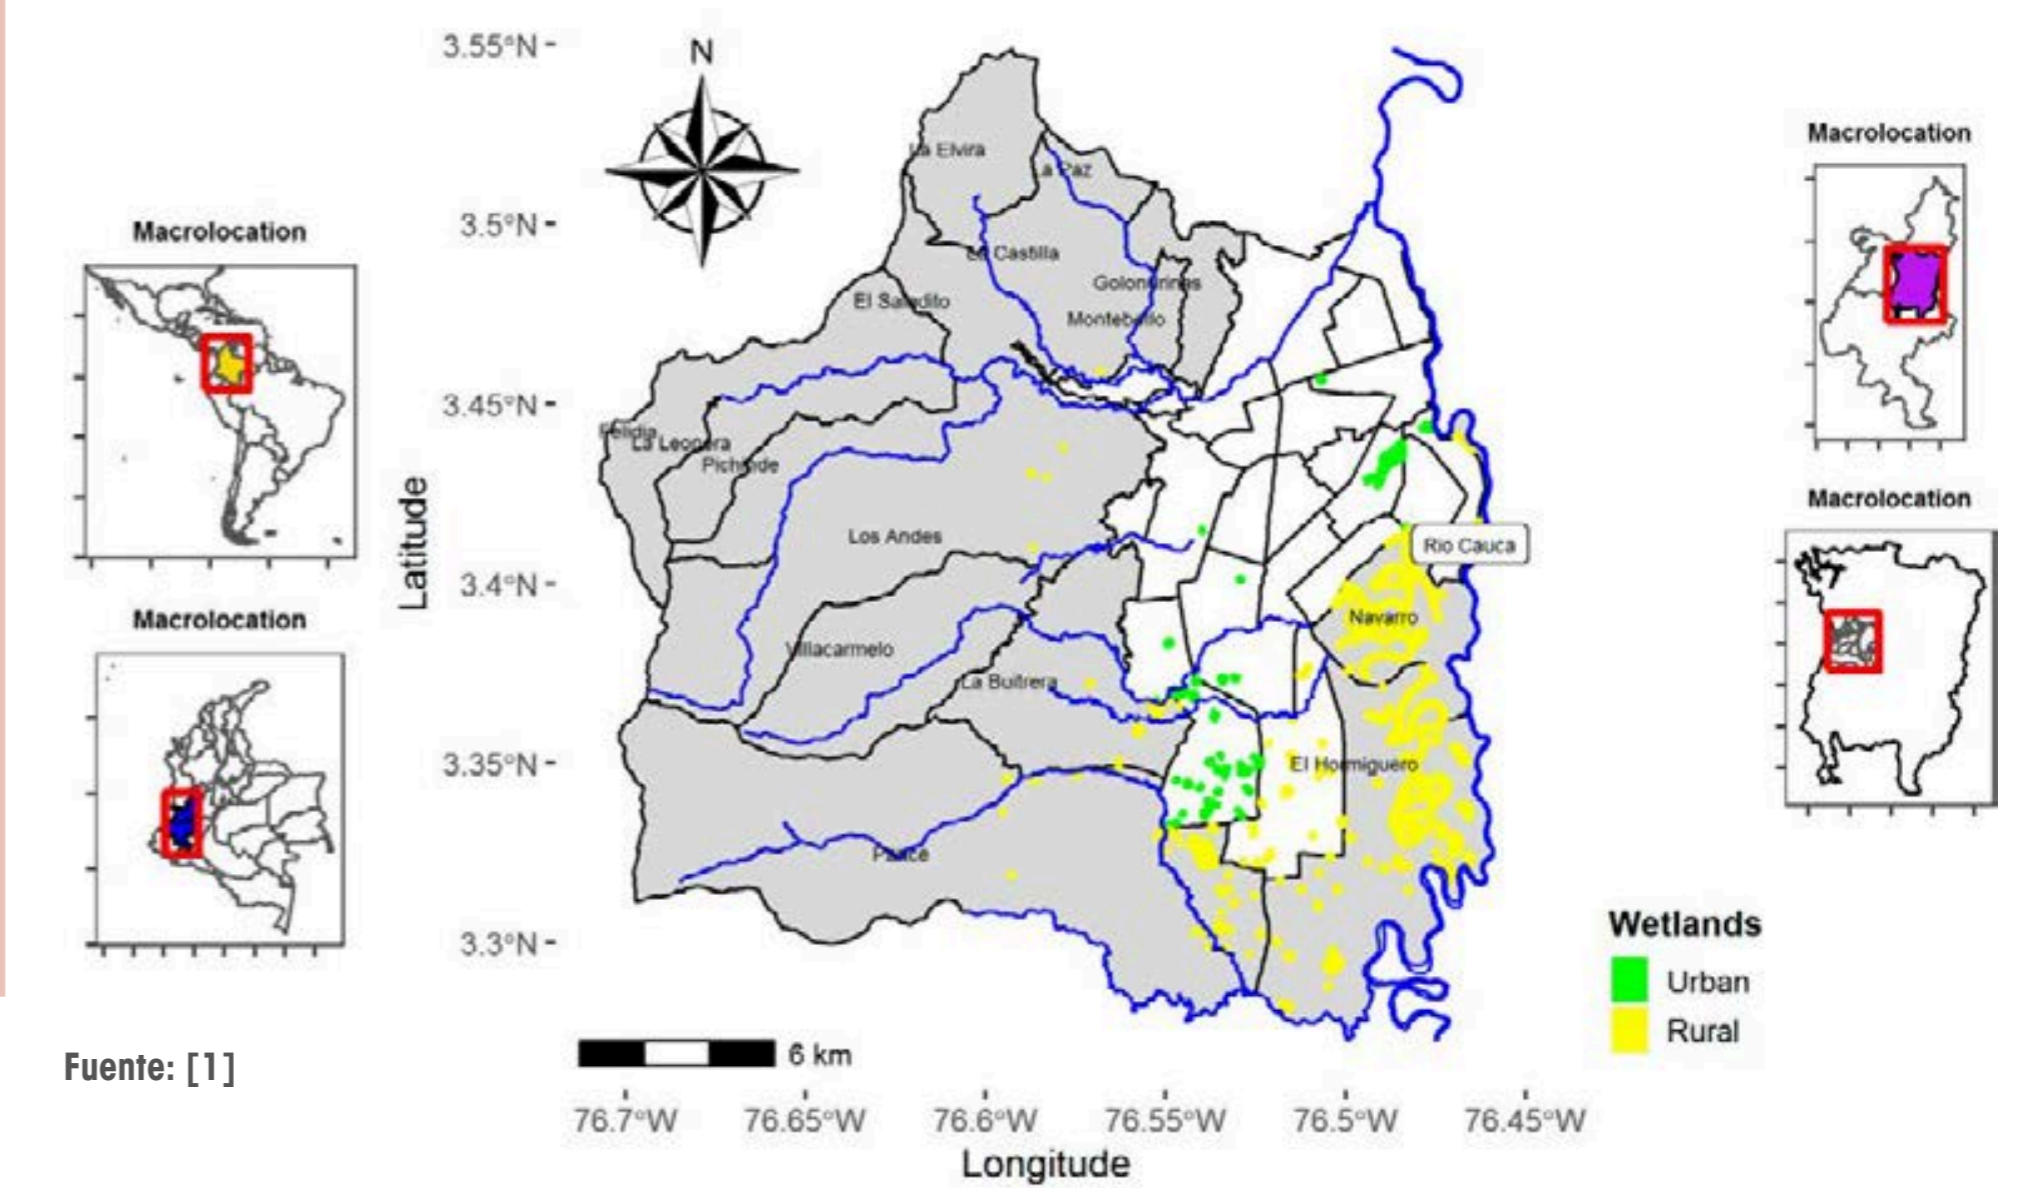 N
3.55°N
3.5°N
3.45°N
3.4°N
3.35°N
3.3°N
Latitude
Macrolocation
Macrolocation
Macrolocation
Macrolocation
La Elvira
La Paz
La Castilla
Golondrinas
El Saladito
Montebello
Felidia
La Leonera
Pichinde
Los Andes
Rio Cauca
Navarro
Villacarmelo
La Buitrera
El Hormiguero
Pance
Wetlands
Urban
Rural
6 km
Fuente: [1]
76.7°W
76.65°W
76.6°W
76.55°W
76.5°W
76.45°W
Longitude